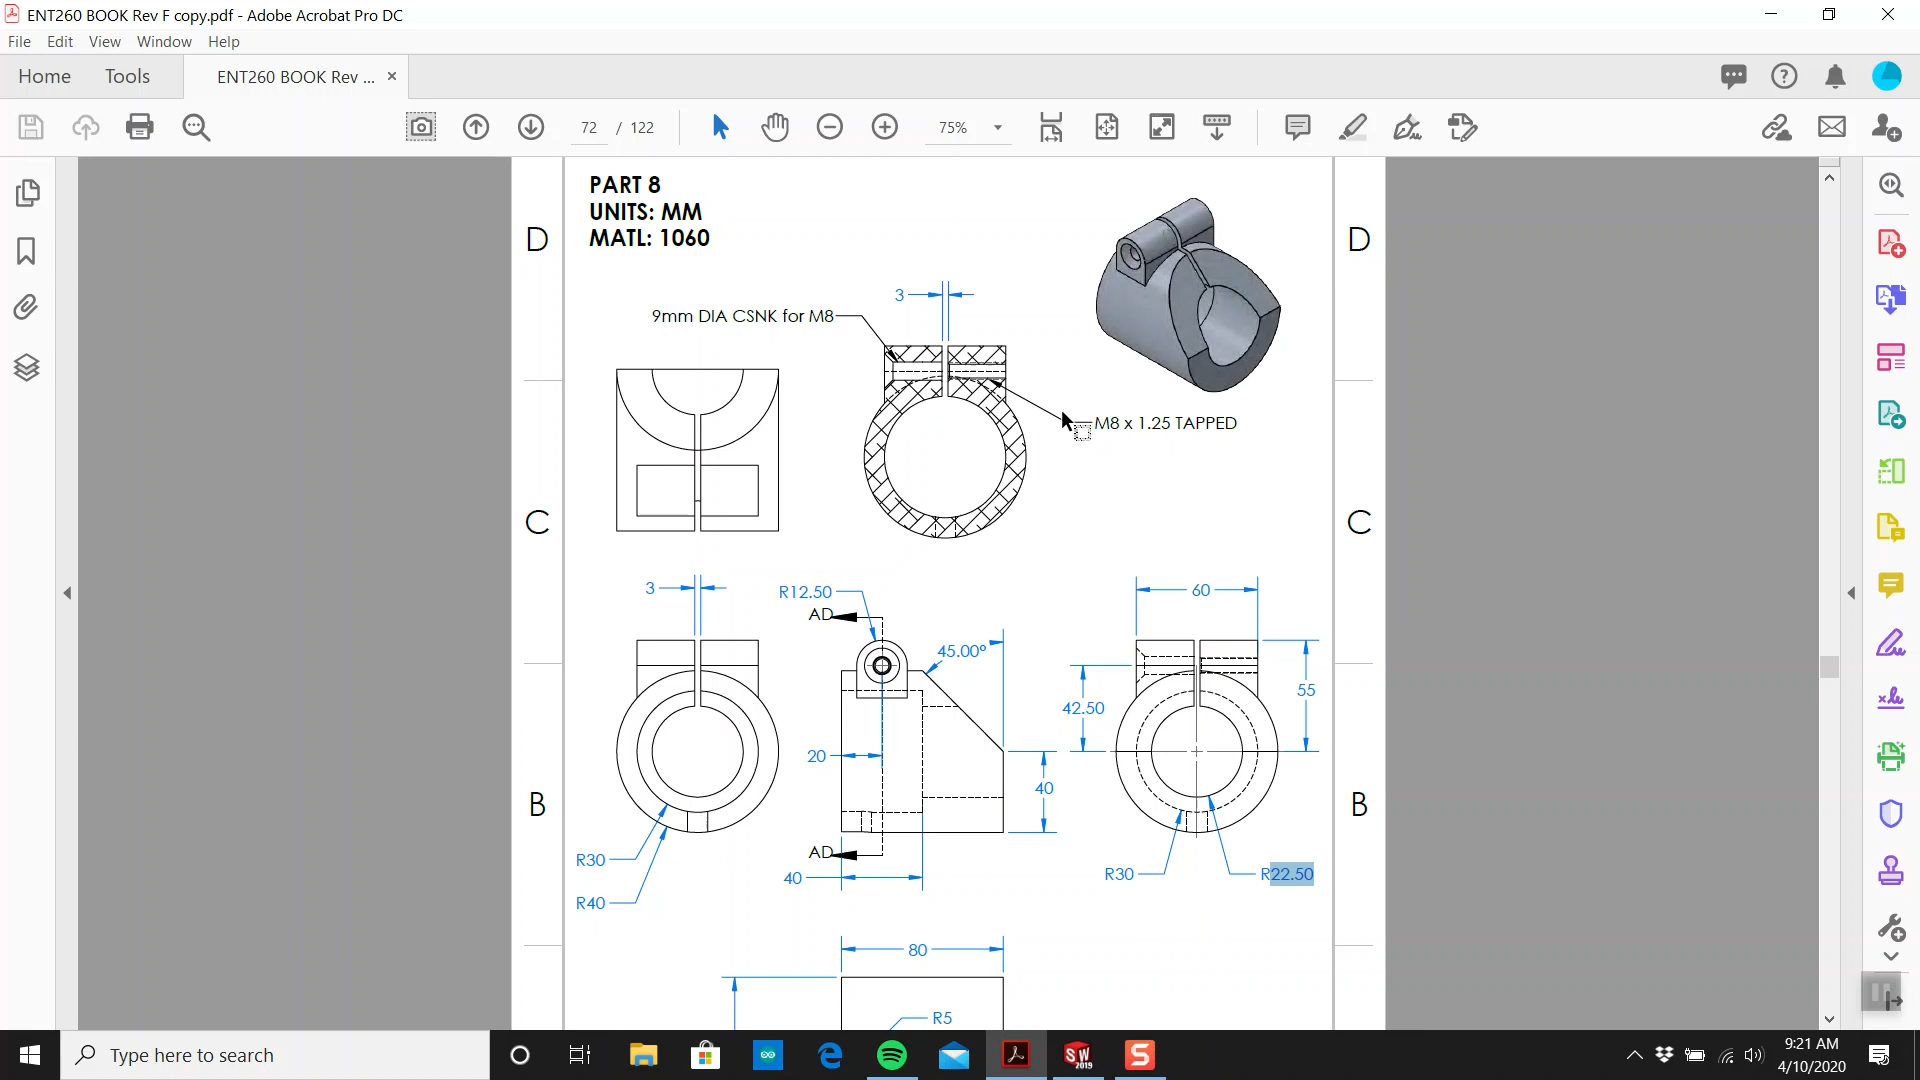 ENT260 BOOK Rev F copy.pdf - Adobe Acrobat Pro DC
File Edit View Window Help
Home Tools ENT260 BOOK Rev ... ×
72 / 122 75%
PART 8
UNITS: MM
MATL: 1060
D D
3
9mm DIA CSNK for M8
M8 x 1.25 TAPPED
C C
3 R12.50 60
AD
45.00°
55
42.50
20
40
B B
AD
R30 R30 R22.50
40
R40
80
R5
Type here to search
SW
2019
S
9:21 AM
4/10/2020